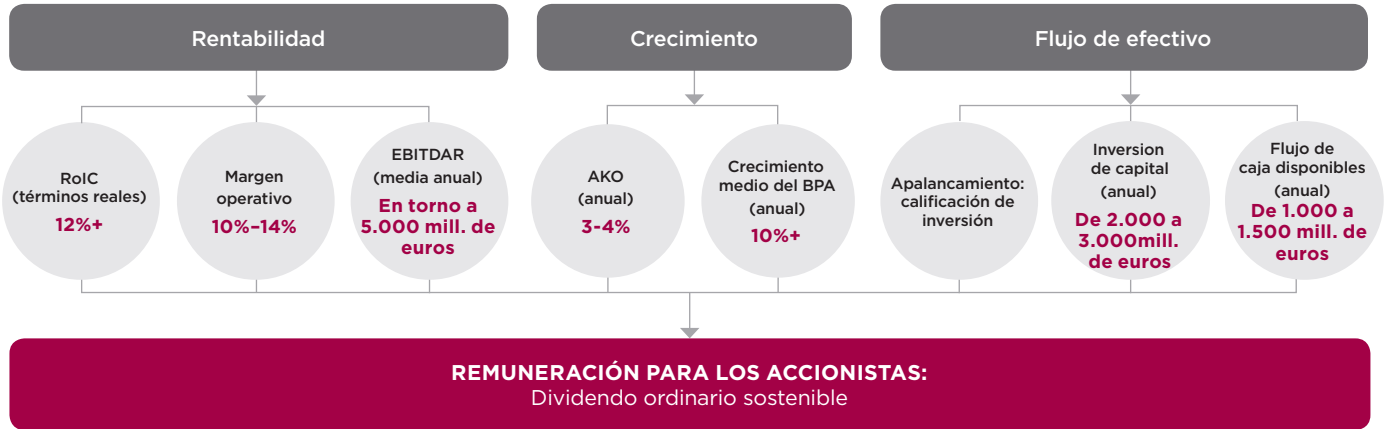 Rentabilidad
RoIC
(términos reales)
12%+
Margen
operativo
10%–14%
EBITDAR
(media anual)
En torno a
5.000 mill. de
euros
Crecimiento
AKO
(anual)
3-4%
Crecimiento
medio del BPA
(anual)
10%+
Flujo de efectivo
Apalancamiento:
calificación de
inversión
Inversion
de capital
(anual)
De 2.000 a
3.000mill.
de euros
Flujo de
caja disponibles
(anual)
De 1.000 a
1.500 mill. de
euros
REMUNERACIÓN PARA LOS ACCIONISTAS:
Dividendo ordinario sostenible